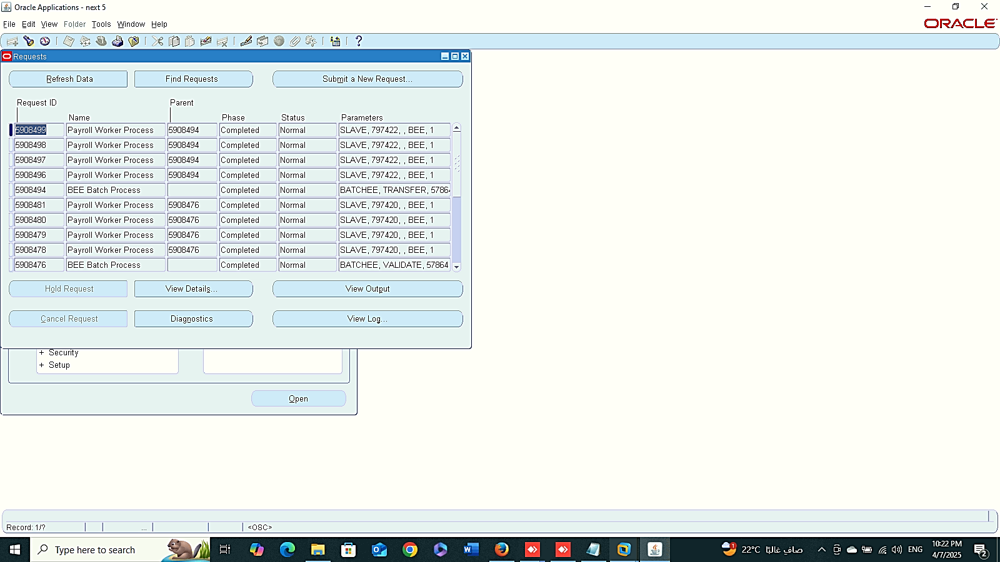 Oracle Applications - next 5
File Edit View Folder Tools Window Help
ORACLE
Requests
Refresh Data Find Requests Submit a New Request...
Request ID Parent
Name Phase Status Parameters
5908499 Payroll Worker Process 5908494 Completed Normal SLAVE, 797422, , BEE, 1
5908498 Payroll Worker Process 5908494 Completed Normal SLAVE, 797422, , BEE, 1
5908497 Payroll Worker Process 5908494 Completed Normal SLAVE, 797422, , BEE, 1
5908496 Payroll Worker Process 5908494 Completed Normal SLAVE, 797422, , BEE, 1
5908494 BEE Batch Process Completed Normal BATCHEE, TRANSFER, 5786
5908481 Payroll Worker Process 5908476 Completed Normal SLAVE, 797420, , BEE, 1
5908480 Payroll Worker Process 5908476 Completed Normal SLAVE, 797420, , BEE, 1
5908479 Payroll Worker Process 5908476 Completed Normal SLAVE, 797420, , BEE, 1
5908478 Payroll Worker Process 5908476 Completed Normal SLAVE, 797420, , BEE, 1
5908476 BEE Batch Process Completed Normal BATCHEE, VALIDATE, 57864
Hold Request View Details... View Output
Cancel Request Diagnostics View Log...
+ Security
+ Setup
Open
Record: 1/? ... <OSC>
Type here to search 1 22°C صافٍ غالبًا ENG 10:22 PM
4/7/2025 2